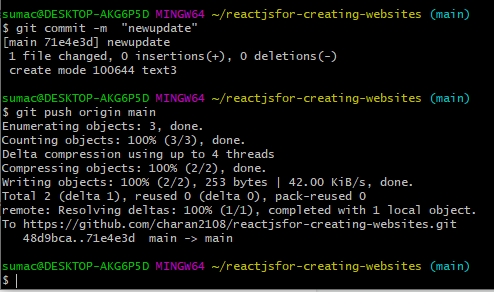 sumac@DESKTOP-AKG6P5D MINGW64 ~/reactjsfor-creating-websites (main)
$ git commit -m  "newupdate"
[main 71e4e3d] newupdate
 1 file changed, 0 insertions(+), 0 deletions(-)
 create mode 100644 text3
sumac@DESKTOP-AKG6P5D MINGW64 ~/reactjsfor-creating-websites (main)
$ git push origin main
Enumerating objects: 3, done.
Counting objects: 100% (3/3), done.
Delta compression using up to 4 threads
Compressing objects: 100% (2/2), done.
Writing objects: 100% (2/2), 253 bytes | 42.00 KiB/s, done.
Total 2 (delta 1), reused 0 (delta 0), pack-reused 0
remote: Resolving deltas: 100% (1/1), completed with 1 local object.
To https://github.com/charan2108/reactjsfor-creating-websites.git
   48d9bca..71e4e3d  main -> main
sumac@DESKTOP-AKG6P5D MINGW64 ~/reactjsfor-creating-websites (main)
$